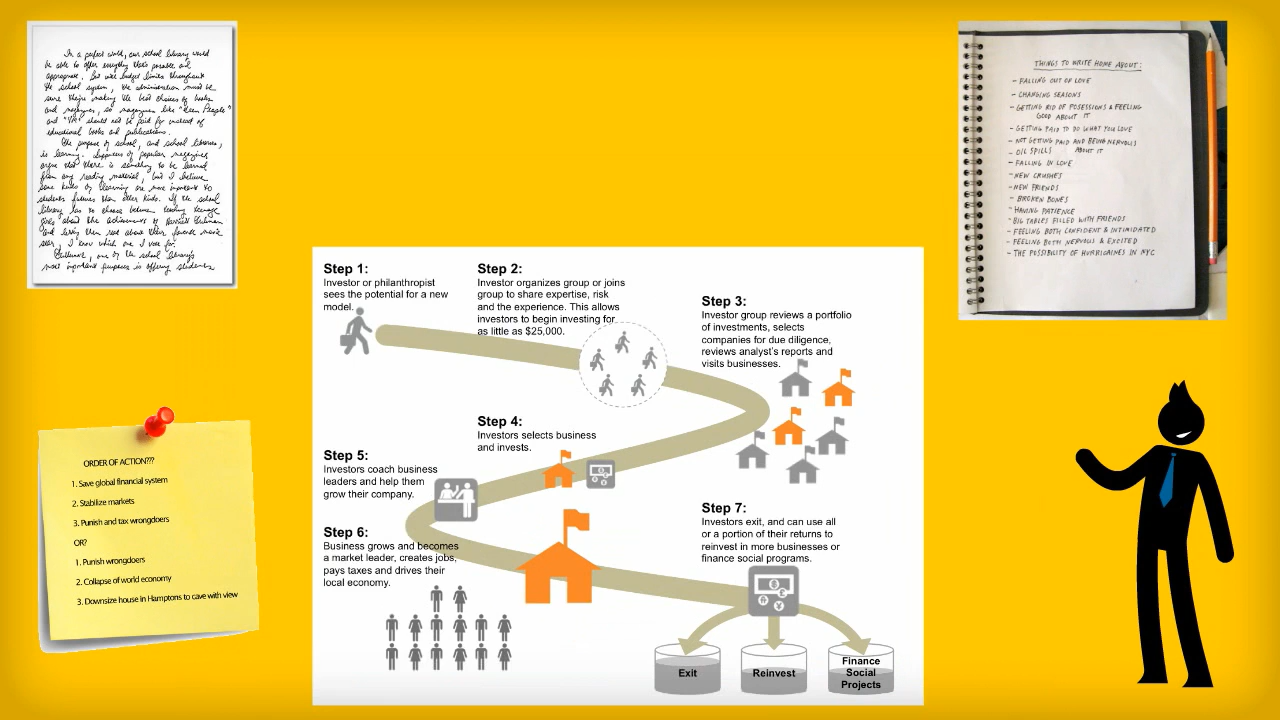 In a perfect world, our school library would
be able to offer everything that's possible and
appropriate. But with budget limits throughout
the school system, the administration must be
sure they're making the best choices of books
and magazines, so magazines like "Teen People"
and "YM" should not be paid for instead of
educational books and publications.
The purpose of school, and school libraries,
is learning. Supporters of popular magazines
argue that there is something to be learned
from any reading material, but I believe
some kinds of learning are more important to
students futures than other kinds. If the school
library has to choose between teaching teenage
girls about the achievements of
and letting them read about their favorite movie
star, I know which one I vote for.
Furthermore, one of the school library's
most important purposes is offering students
THINGS TO WRITE HOME ABOUT:
- FALLING OUT OF LOVE
- CHANGING SEASONS
- GETTING RID OF POSESSIONS & FEELING
GOOD ABOUT IT
- GETTING PAID TO DO WHAT YOU LOVE
- NOT GETTING PAID AND BEING NERVOUS
ABOUT IT
- OIL SPILLS
- FALLING IN LOVE
- NEW CRUSHES
- NEW FRIENDS
- BROKEN BONES
- HAVING PATIENCE
- BIG TABLES FILLED WITH FRIENDS
- FEELING BOTH CONFIDENT & INTIMIDATED
- FEELING BOTH NERVOUS & EXCITED
- THE POSSIBILITY OF HURRICAINES IN NYC
Step 1:
Investor or philanthropist
sees the potential for a new
model.
Step 2:
Investor organizes group or joins
group to share expertise, risk
and the experience. This allows
investors to begin investing for
as little as $25,000.
Step 3:
Investor group reviews a portfolio
of investments, selects
companies for due diligence,
reviews analyst's reports and
visits businesses.
Step 4:
Investors selects business
and invests.
Step 5:
Investors coach business
leaders and help them
grow their company.
Step 6:
Business grows and becomes
a market leader, creates jobs,
pays taxes and drives their
local economy.
Step 7:
Investors exit, and can use all
or a portion of their returns to
reinvest in more businesses or
finance social programs.
Exit
Reinvest
Finance
Social
Projects
ORDER OF ACTION???
1. Save global financial system
2. Stabilize markets
3. Punish and tax wrongdoers
OR?
1. Punish wrongdoers
2. Collapse of world economy
3. Downsize house in Hamptons to cave with view